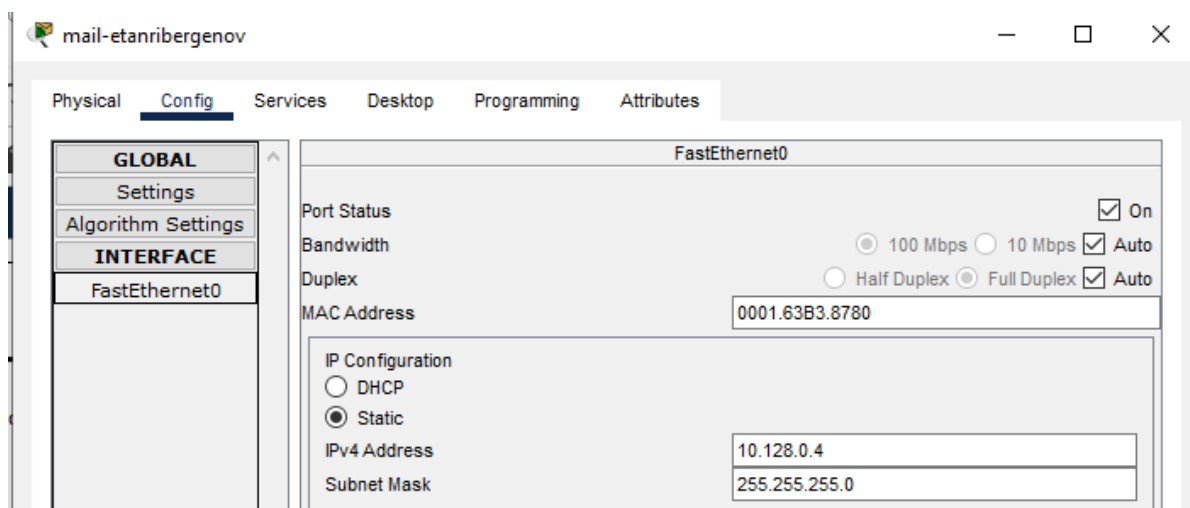 mail-etanribergenov
Physical Config Services Desktop Programming Attributes
GLOBAL
Settings
Algorithm Settings
INTERFACE
FastEthernet0
FastEthernet0
Port Status On
Bandwidth 100 Mbps 10 Mbps Auto
Duplex Half Duplex Full Duplex Auto
MAC Address 0001.63B3.8780
IP Configuration
DHCP
Static
IPv4 Address 10.128.0.4
Subnet Mask 255.255.255.0